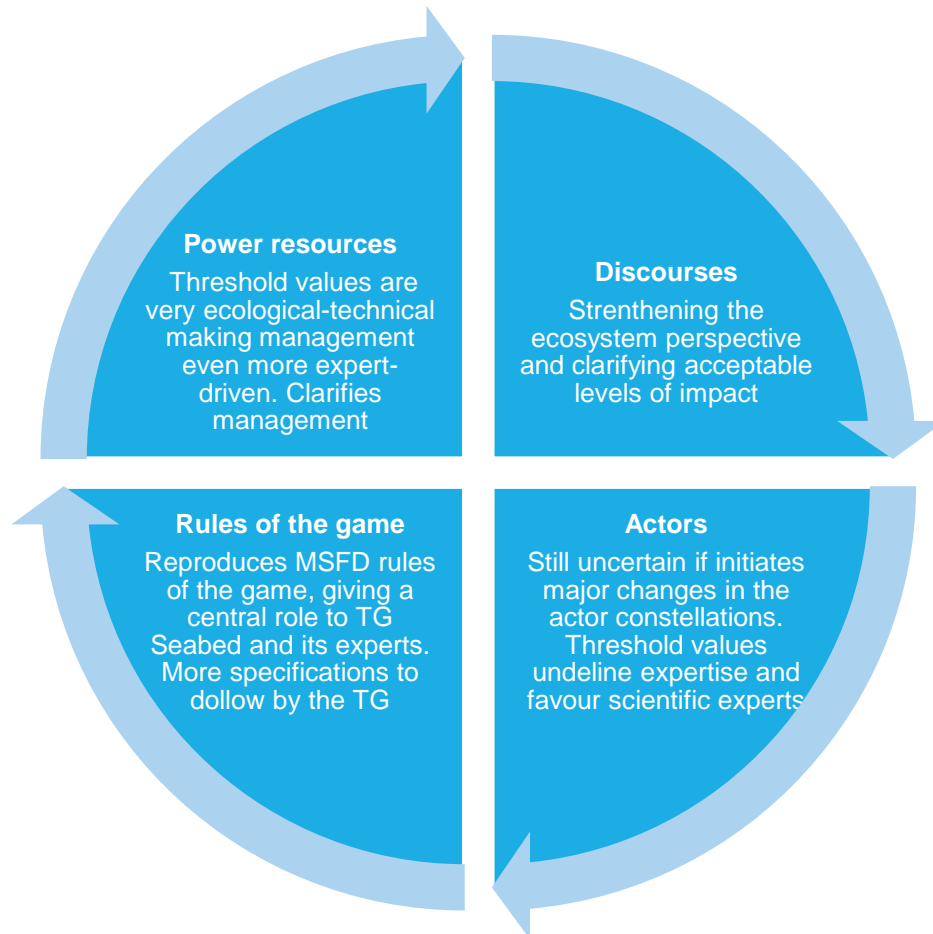 Power resources
Threshold values are
very ecological-technical
making management
even more expert-
driven. Clarifies
management
Discourses
Strenthening the
ecosystem perspective
and clarifying acceptable
levels of impact
Rules of the game
Reproduces MSFD rules
of the game, giving a
central role to TG
Seabed and its experts.
More specifications to
dollow by the TG
Actors
Still uncertain if initiates
major changes in the
actor constellations.
Threshold values
undeline expertise and
favour scientific experts